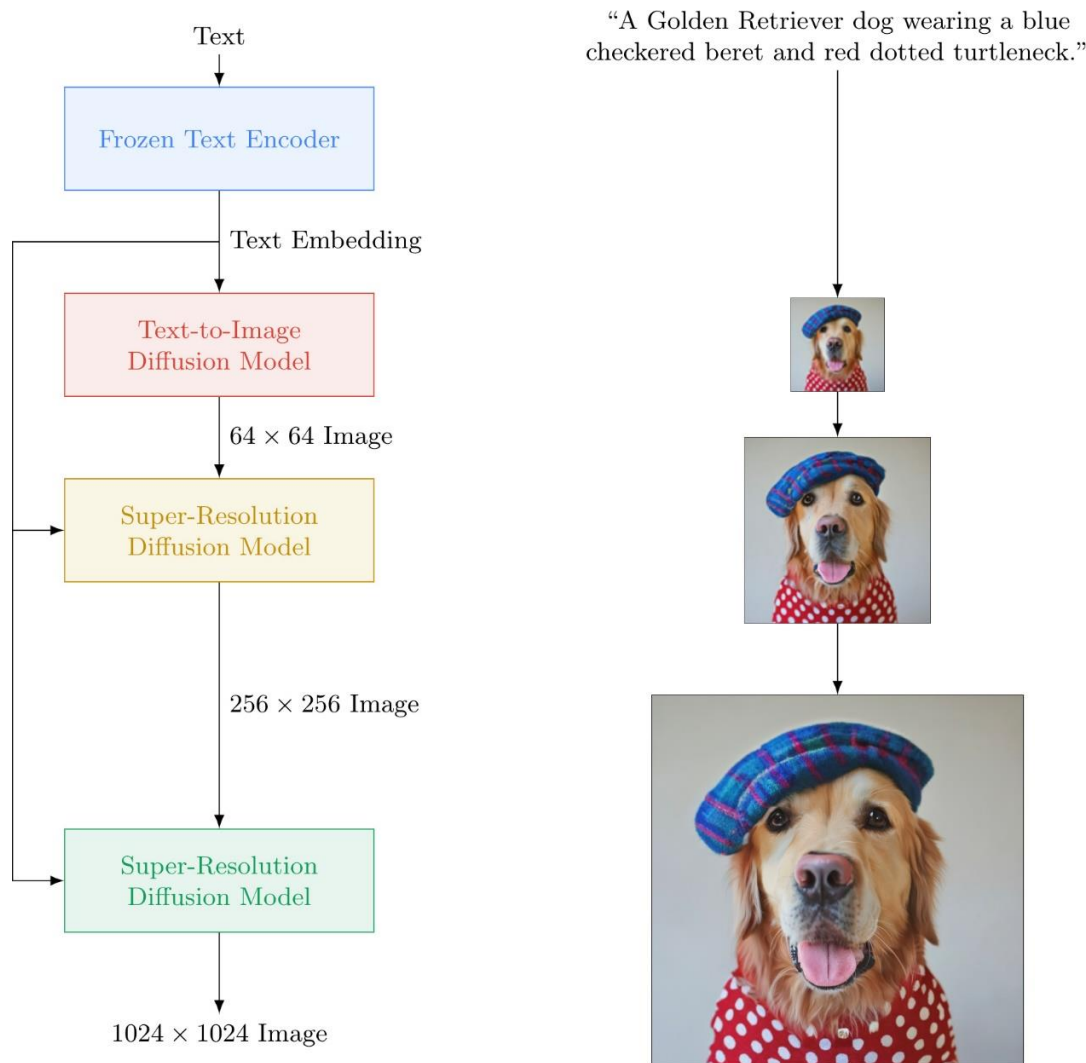 Text
Frozen Text Encoder
Text Embedding
Text-to-Image
Diffusion Model
64 × 64 Image
Super-Resolution
Diffusion Model
256 × 256 Image
Super-Resolution
Diffusion Model
1024 × 1024 Image
“A Golden Retriever dog wearing a blue
checkered beret and red dotted turtleneck.”